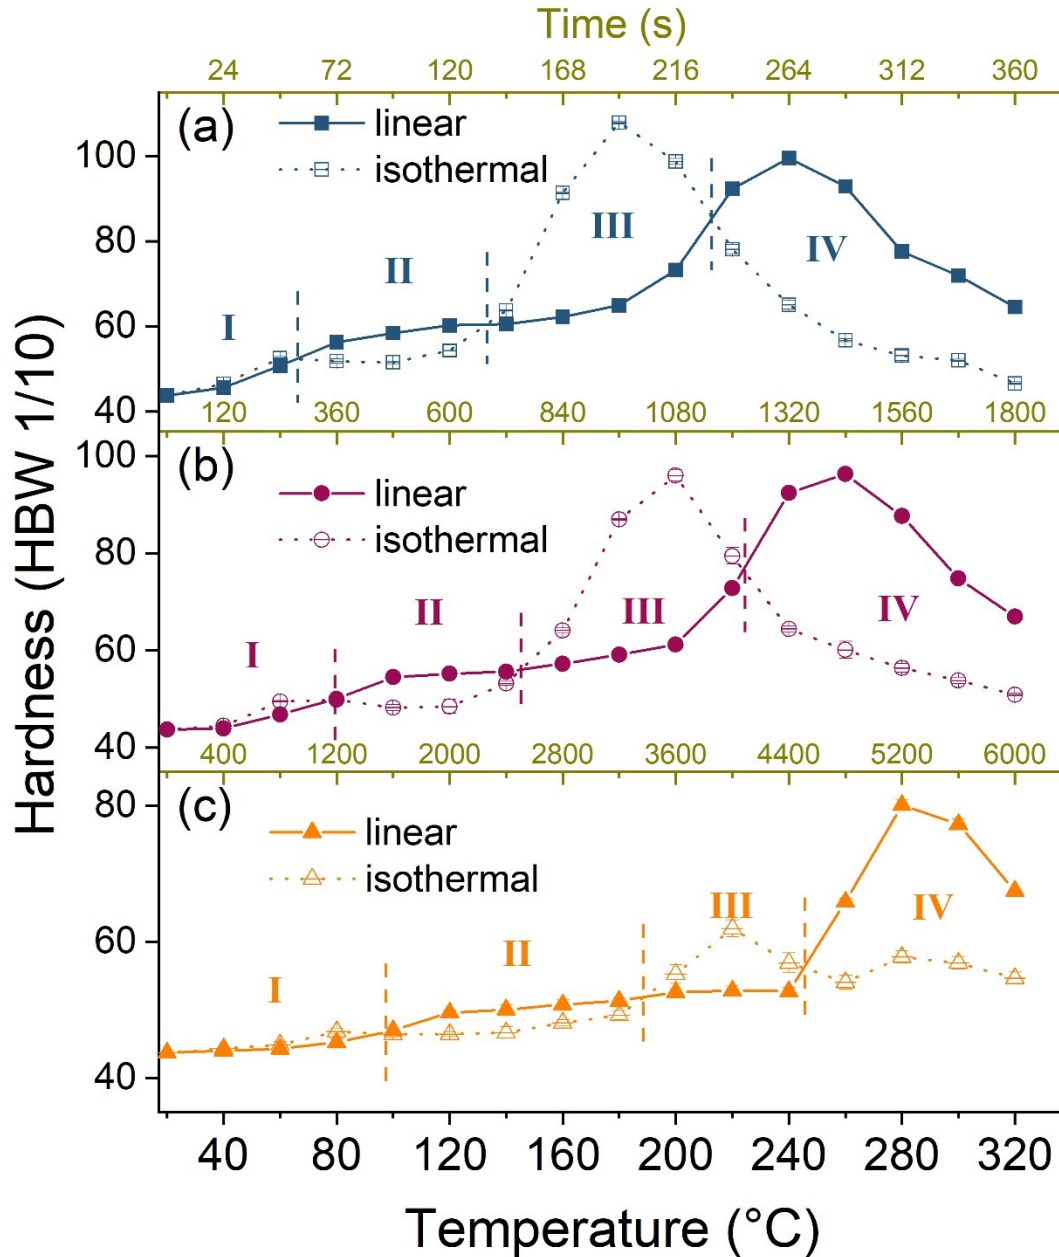 Time (s)
24 72 120 168 216 264 312 360
(a)
linear
isothermal
100
80
60
40
I II III IV
120 360 600 840 1080 1320 1560 1800
(b)
linear
isothermal
100
80
60
40
I II III IV
400 1200 2000 2800 3600 4400 5200 6000
(c)
linear
isothermal
80
60
40
I II III IV
40 80 120 160 200 240 280 320
Temperature (°C)
Hardness (HBW 1/10)